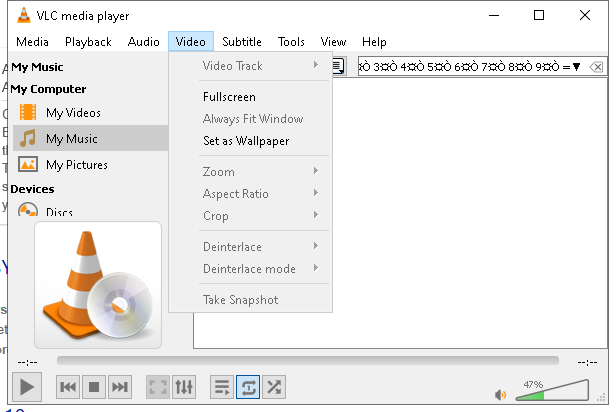 VLC media player
Media Playback Audio Video Subtitle Tools View Help
My Music
My Computer
My Videos
My Music
My Pictures
Devices
Discs
Video Track
Fullscreen
Always Fit Window
Set as Wallpaper
Zoom
Aspect Ratio
Crop
Deinterlace
Deinterlace mode
Take Snapshot
¤Ò 3¤Ò 4¤Ò 5¤Ò 6¤Ò 7¤Ò 8¤Ò 9¤Ò =▼
--:-- --:--
47%